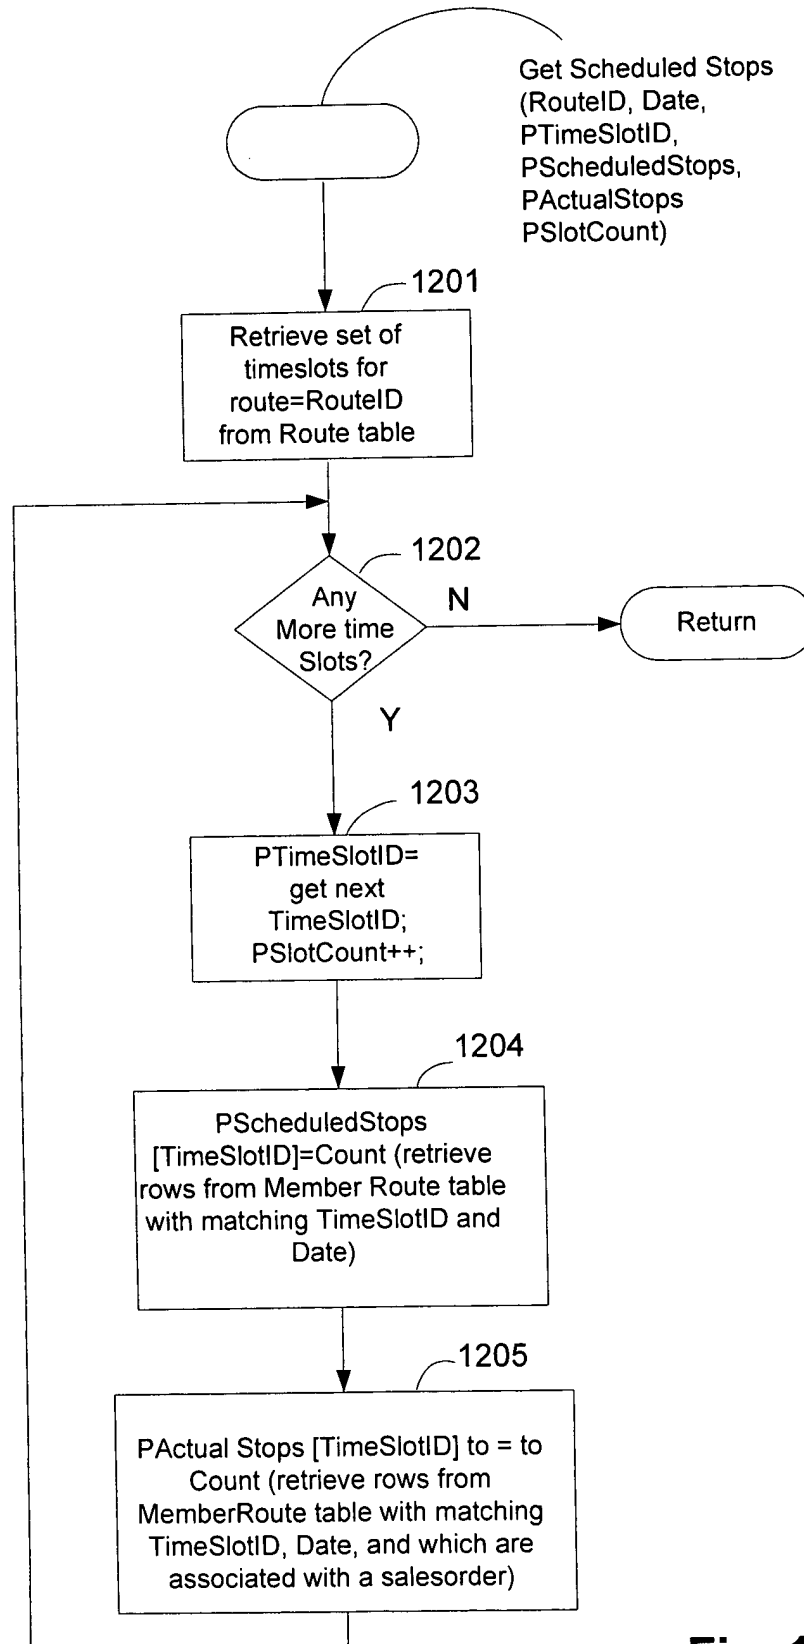 Get Scheduled Stops
(RouteID, Date,
PTimeSlotID,
PScheduledStops,
PActualStops
PSlotCount)
1201
Retrieve set of
timeslots for
route=RouteID
from Route table
1202
Any
More time
Slots?
N
Return
Y
1203
PTimeSlotID=
get next
TimeSlotID;
PSlotCount++;
1204
PScheduledStops
[TimeSlotID]=Count (retrieve
rows from Member Route table
with matching TimeSlotID and
Date)
1205
PActual Stops [TimeSlotID] to = to
Count (retrieve rows from
MemberRoute table with matching
TimeSlotID, Date, and which are
associated with a salesorder)